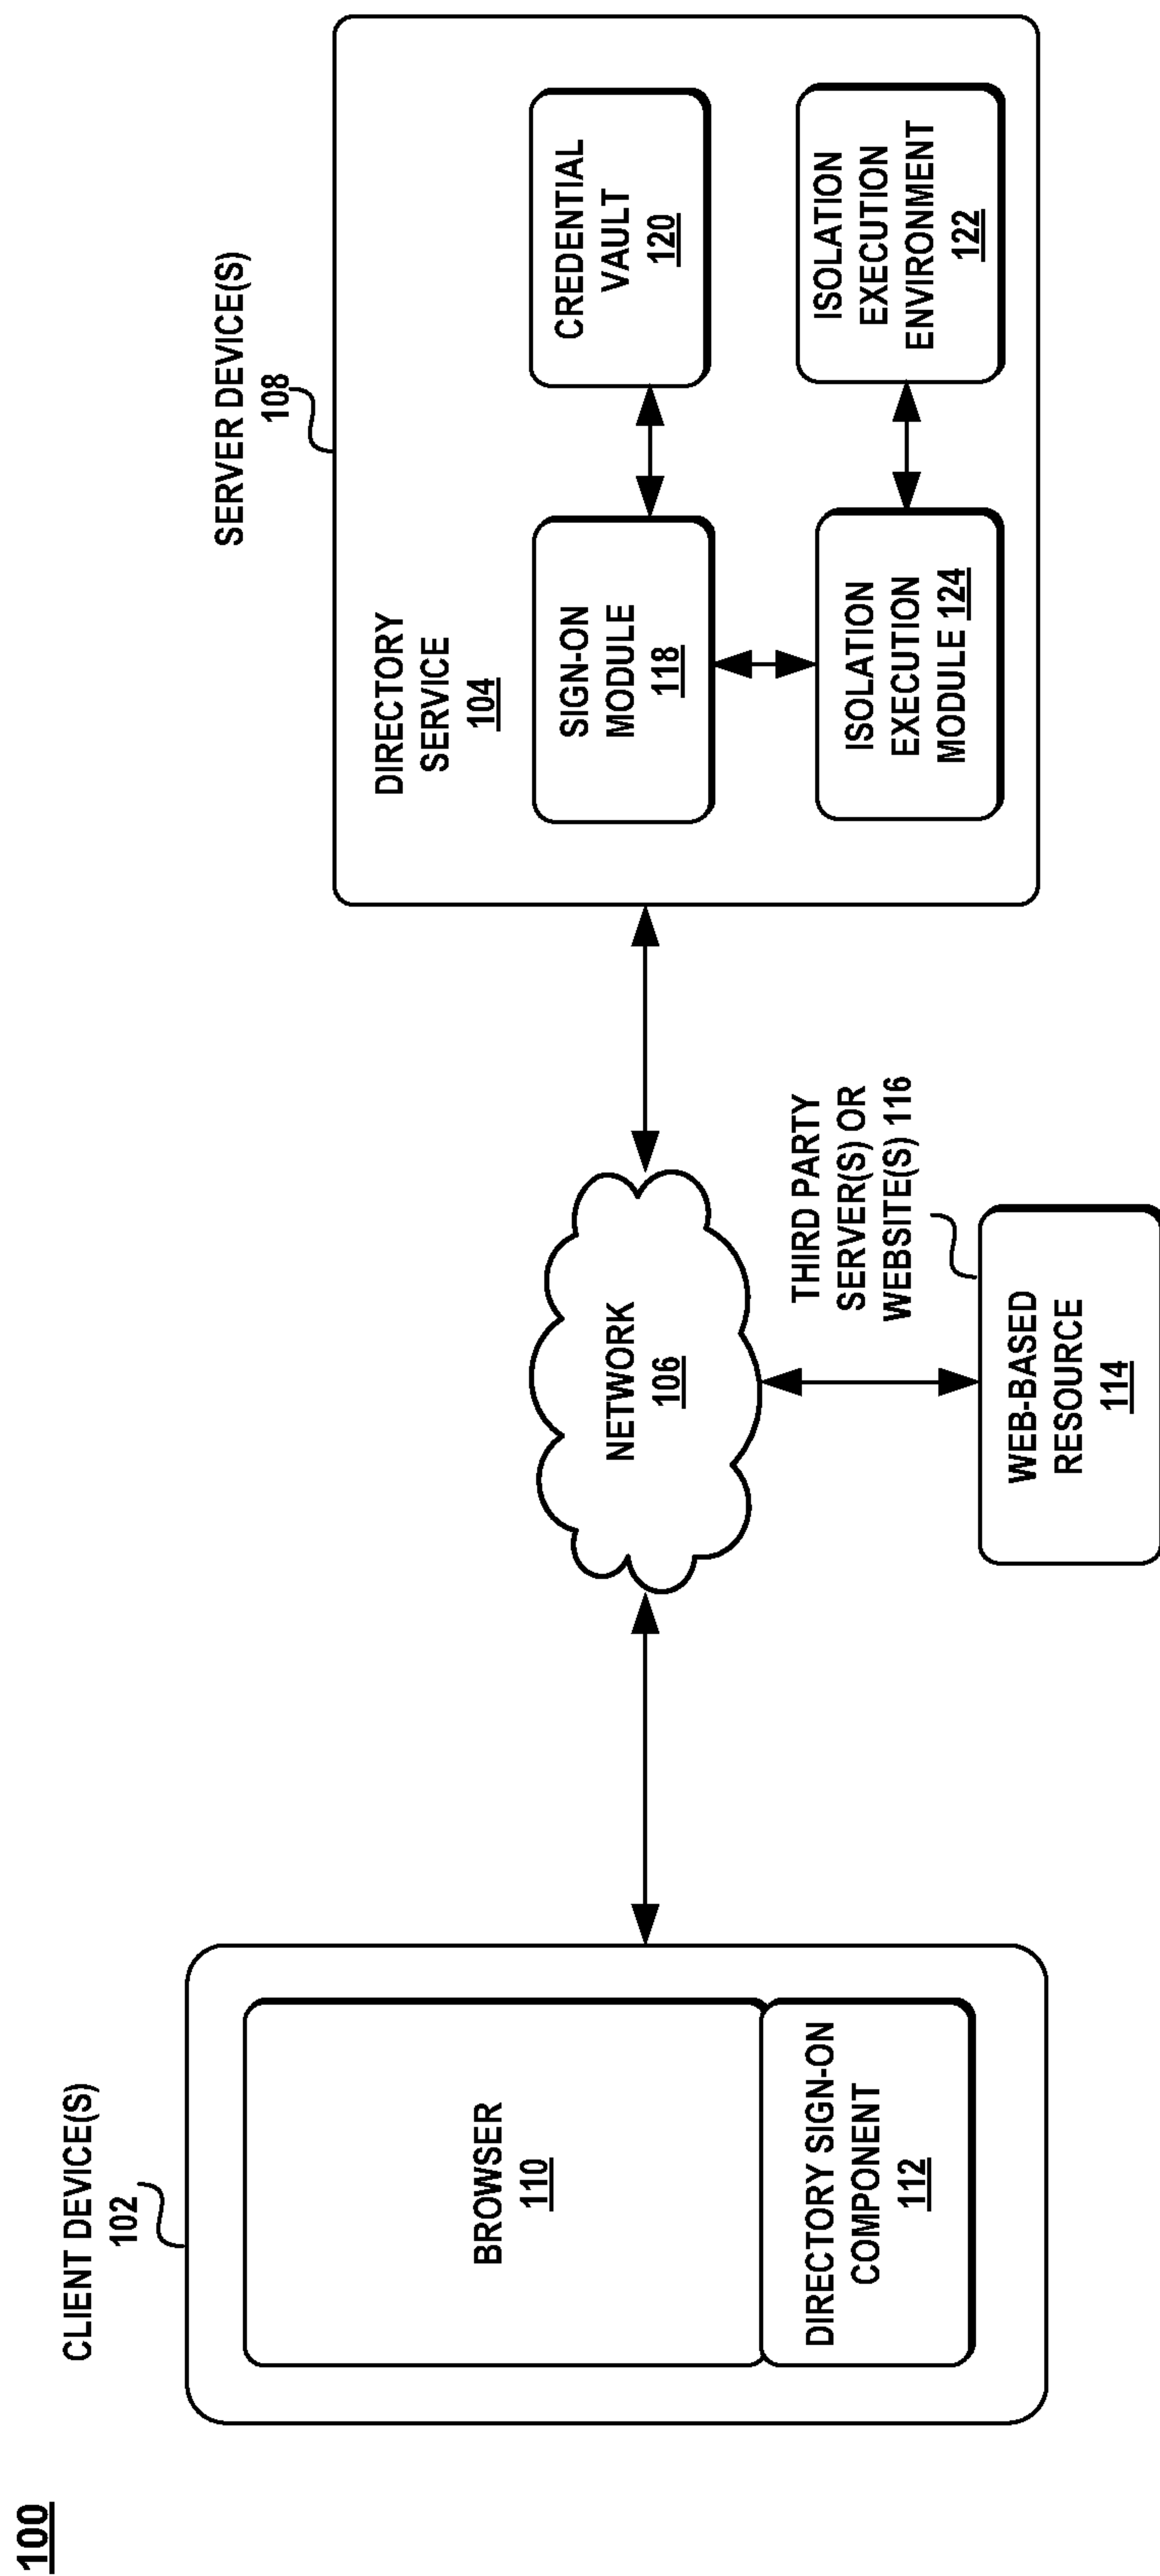 100
CLIENT DEVICE(S)
102
BROWSER
110
DIRECTORY SIGN-ON
COMPONENT
112
NETWORK
106
THIRD PARTY
SERVER(S) OR
WEBSITE(S) 116
WEB-BASED
RESOURCE
114
SERVER DEVICE(S)
108
DIRECTORY
SERVICE
104
SIGN-ON
MODULE
118
CREDENTIAL
VAULT
120
ISOLATION
EXECUTION
MODULE 124
ISOLATION
EXECUTION
ENVIRONMENT
122